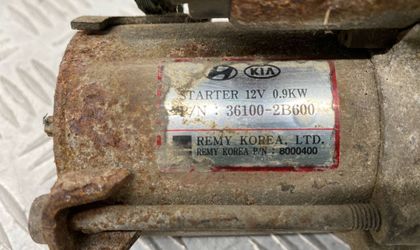 KIA
STARTER 12V 0.9KW
P/N : 36100-2B600
REMY KOREA, LTD.
REMY KOREA P/N : 8000400